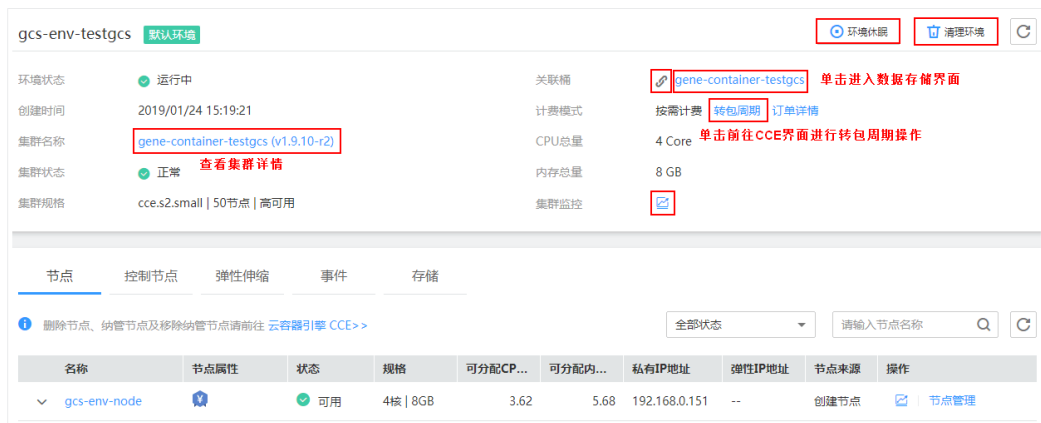 gcs-env-testgcs 默认环境 环境休眠 清理环境
环境状态 运行中 关联桶 gene-container-testgcs 单击进入数据存储界面
创建时间 2019/01/24 15:19:21 计费模式 按需计费 转包周期 订单详情
集群名称 gene-container-testgcs (v1.9.10-r2) CPU总量 4 Core 单击前往CCE界面进行转包周期操作
查看集群详情
集群状态 正常 内存总量 8 GB
集群规格 cce.s2.small | 50节点 | 高可用 集群监控
节点 控制节点 弹性伸缩 事件 存储
删除节点、纳管节点及移除纳管节点请前往 云容器引擎 CCE>> 全部状态 请输入节点名称
名称 节点属性 状态 规格 可分配CP... 可分配内... 私有IP地址 弹性IP地址 节点来源 操作
gcs-env-node ¥ 可用 4核 | 8GB 3.62 5.68 192.168.0.151 -- 创建节点 节点管理